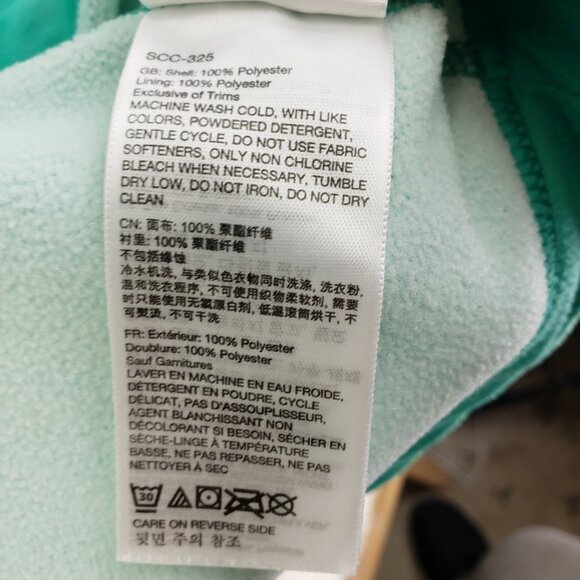 SCC-325
GB: Shell: 100% Polyester
Lining: 100% Polyester
Exclusive of Trims
MACHINE WASH COLD, WITH LIKE
COLORS, POWDERED DETERGENT,
GENTLE CYCLE, DO NOT USE FABRIC
SOFTENERS, ONLY NON CHLORINE
BLEACH WHEN NECESSARY, TUMBLE
DRY LOW, DO NOT IRON, DO NOT DRY
CLEAN
CN: 面布: 100% 聚酯纤维
衬里: 100% 聚酯纤维
不包括缘蚀
冷水机洗, 与类似色衣物同时洗涤, 洗衣粉,
温和洗衣程序, 不可使用织物柔软剂, 需要
时只能使用无氯漂白剂, 低温滚筒烘干, 不
可熨烫, 不可干洗
FR: Extérieur: 100% Polyester
Doublure: 100% Polyester
Sauf Garnitures
LAVER EN MACHINE EN EAU FROIDE,
DÉTERGENT EN POUDRE, CYCLE
DÉLICAT, PAS D'ASSOUPLISSEUR,
AGENT BLANCHISSANT NON
DÉCOLORANT SI BESOIN, SÉCHER EN
SÈCHE-LINGE À TEMPÉRATURE
BASSE, NE PAS REPASSER, NE PAS
NETTOYER À SEC
30
CARE ON REVERSE SIDE
뒷면 주의 참조